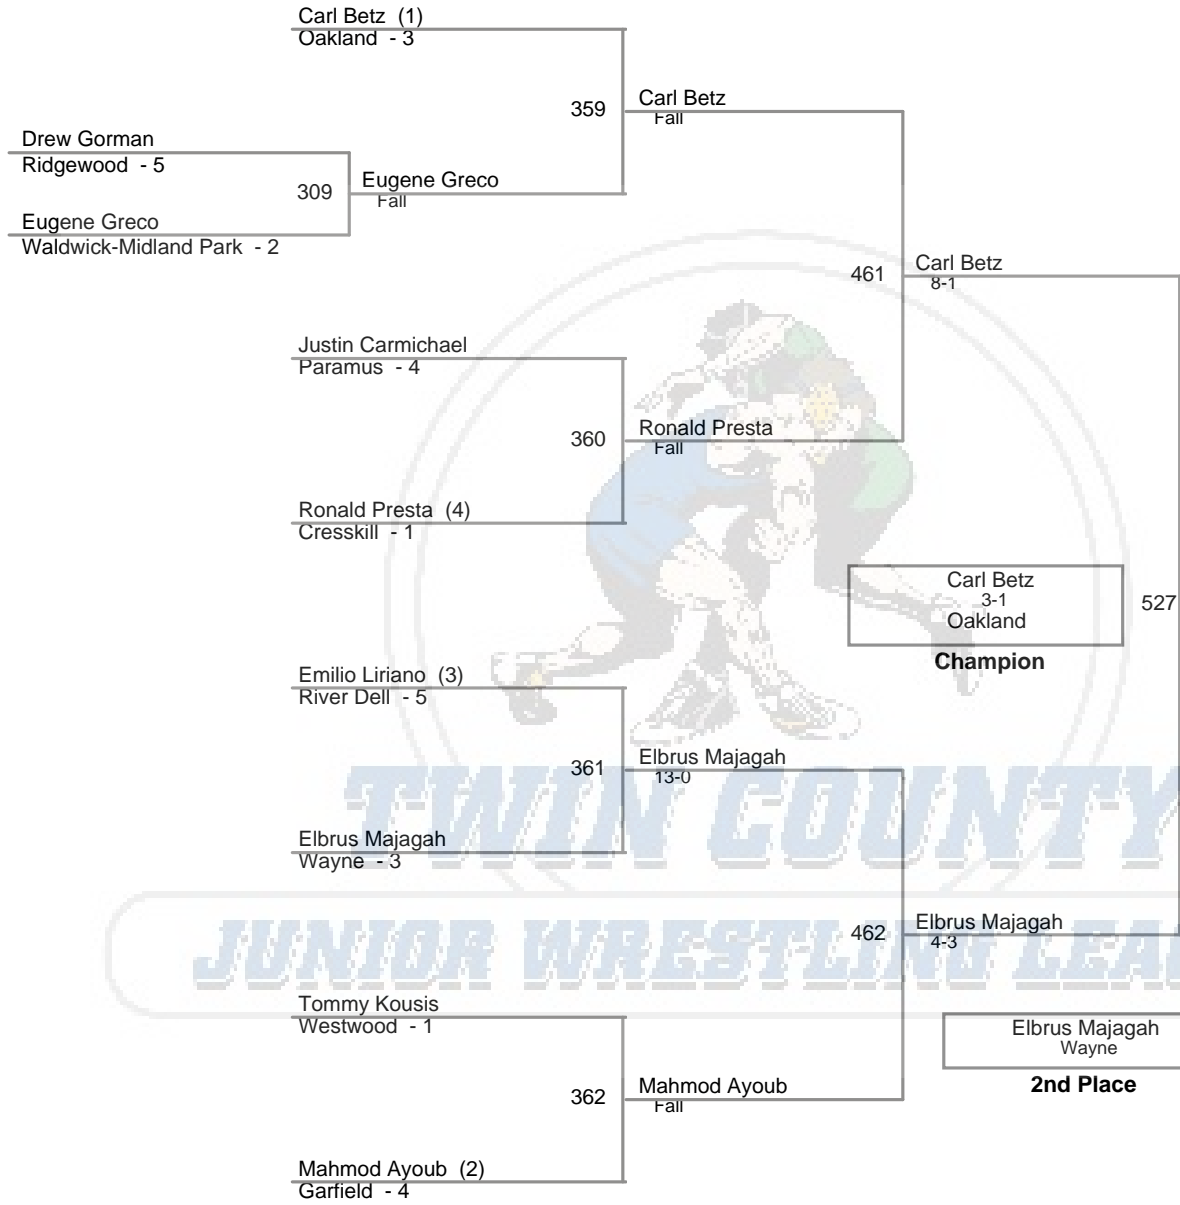 Carl Betz (1)
Oakland - 3
359
Carl Betz
Fall
Drew Gorman
Ridgewood - 5
309
Eugene Greco
Fall
Eugene Greco
Waldwick-Midland Park - 2
461
Carl Betz
8-1
Justin Carmichael
Paramus - 4
360
Ronald Presta
Fall
Ronald Presta (4)
Cresskill - 1
Carl Betz
3-1
Oakland
527
Champion
Emilio Liriano (3)
River Dell - 5
361
Elbrus Majagah
13-0
TWIN COUNTY
Elbrus Majagah
Wayne - 3
462
Elbrus Majagah
4-3
JUNIOR WRESTLING LEA
Tommy Kousis
Westwood - 1
Elbrus Majagah
Wayne
2nd Place
362
Mahmod Ayoub
Fall
Mahmod Ayoub (2)
Garfield - 4